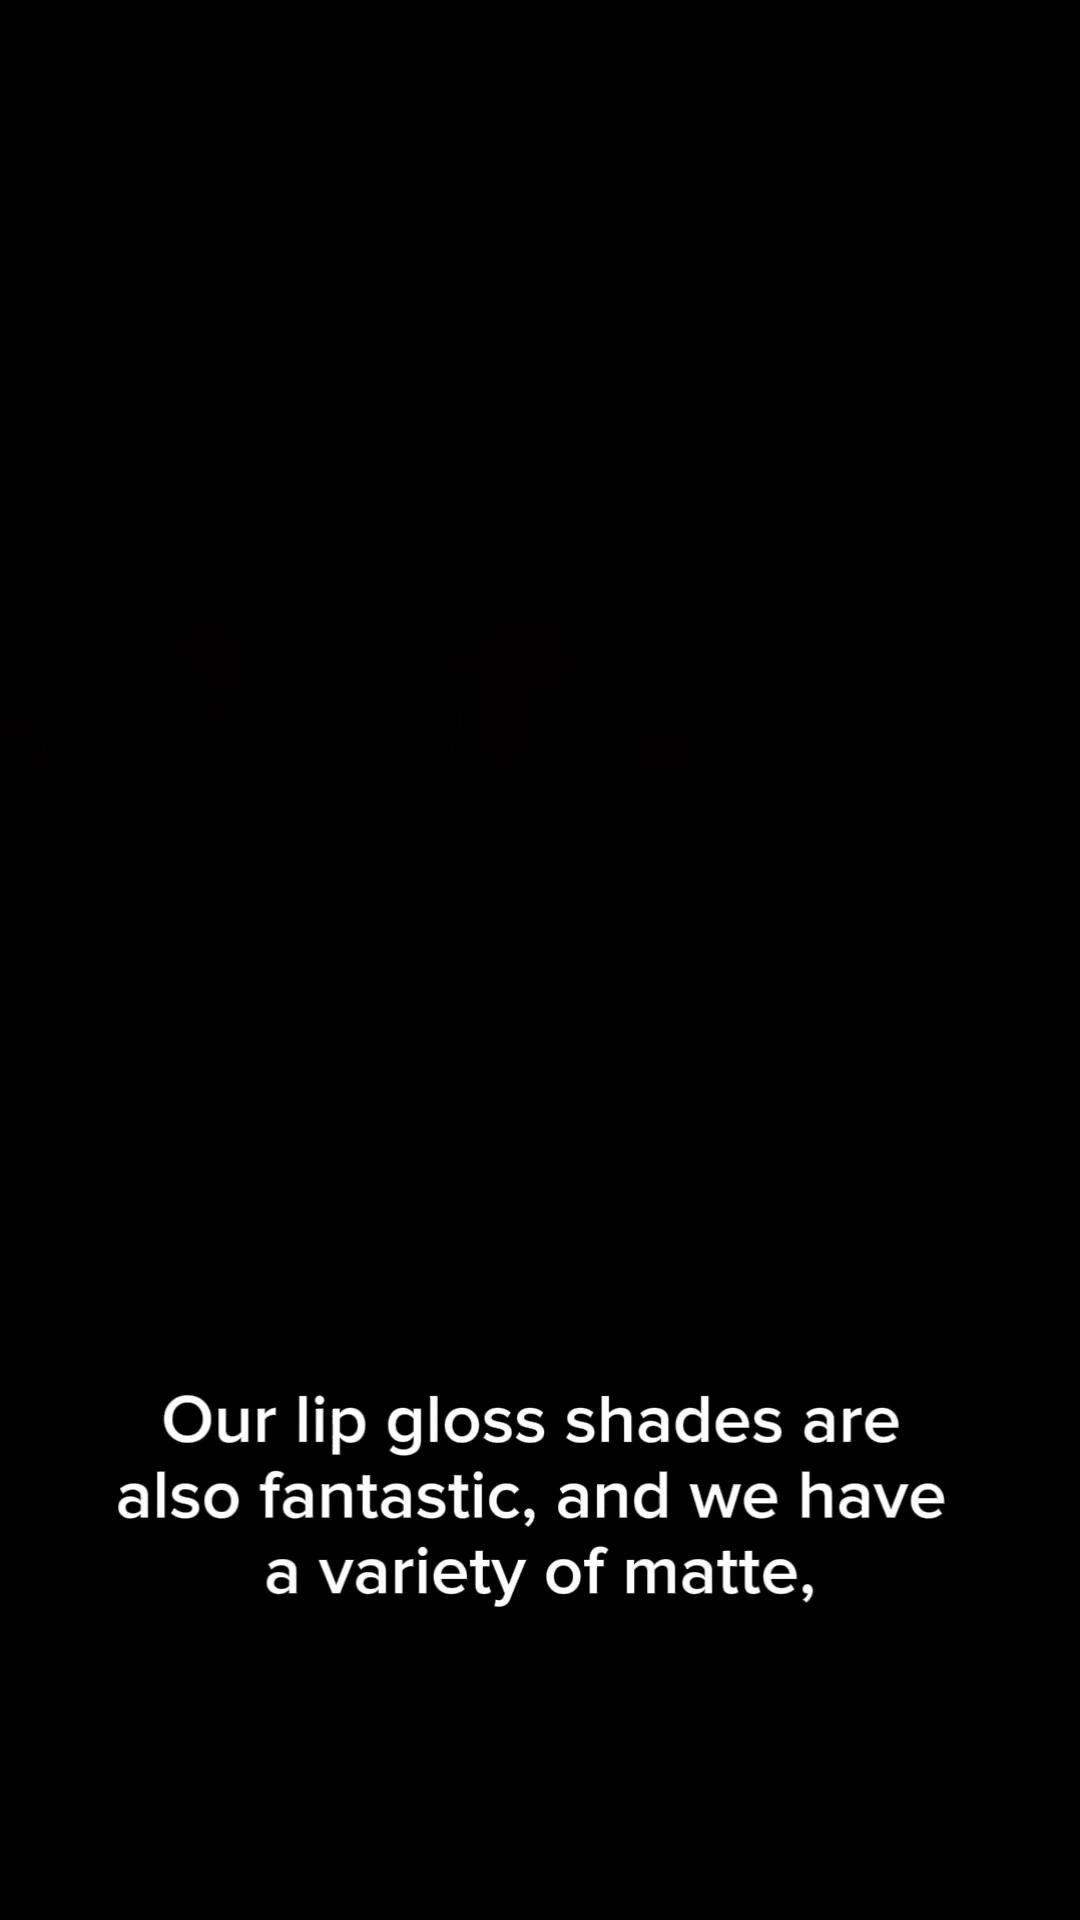 Our lip gloss shades are
also fantastic, and we have
a variety of matte,